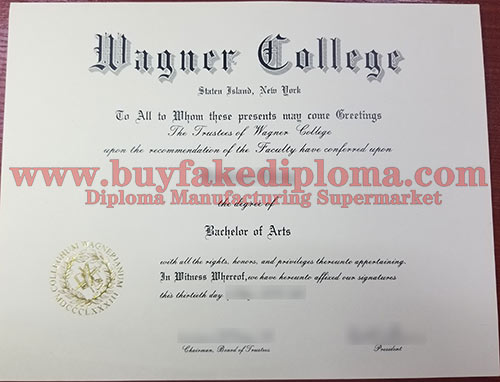 Wagner College
Staten Island, New York
To All to Whom these presents may come Greetings
The Trustees of Wagner College
upon the recommendation of the Faculty have conferred upon
www.buyfakediploma.com
Diploma Manufacturing Supermarket
the degree of
Bachelor of Arts
with all the rights, honors, and privileges thereunto appertaining.
In Witness Whereof, we have hereunto affixed our signatures
this thirtieth day
Chairman, Board of Trustees
President